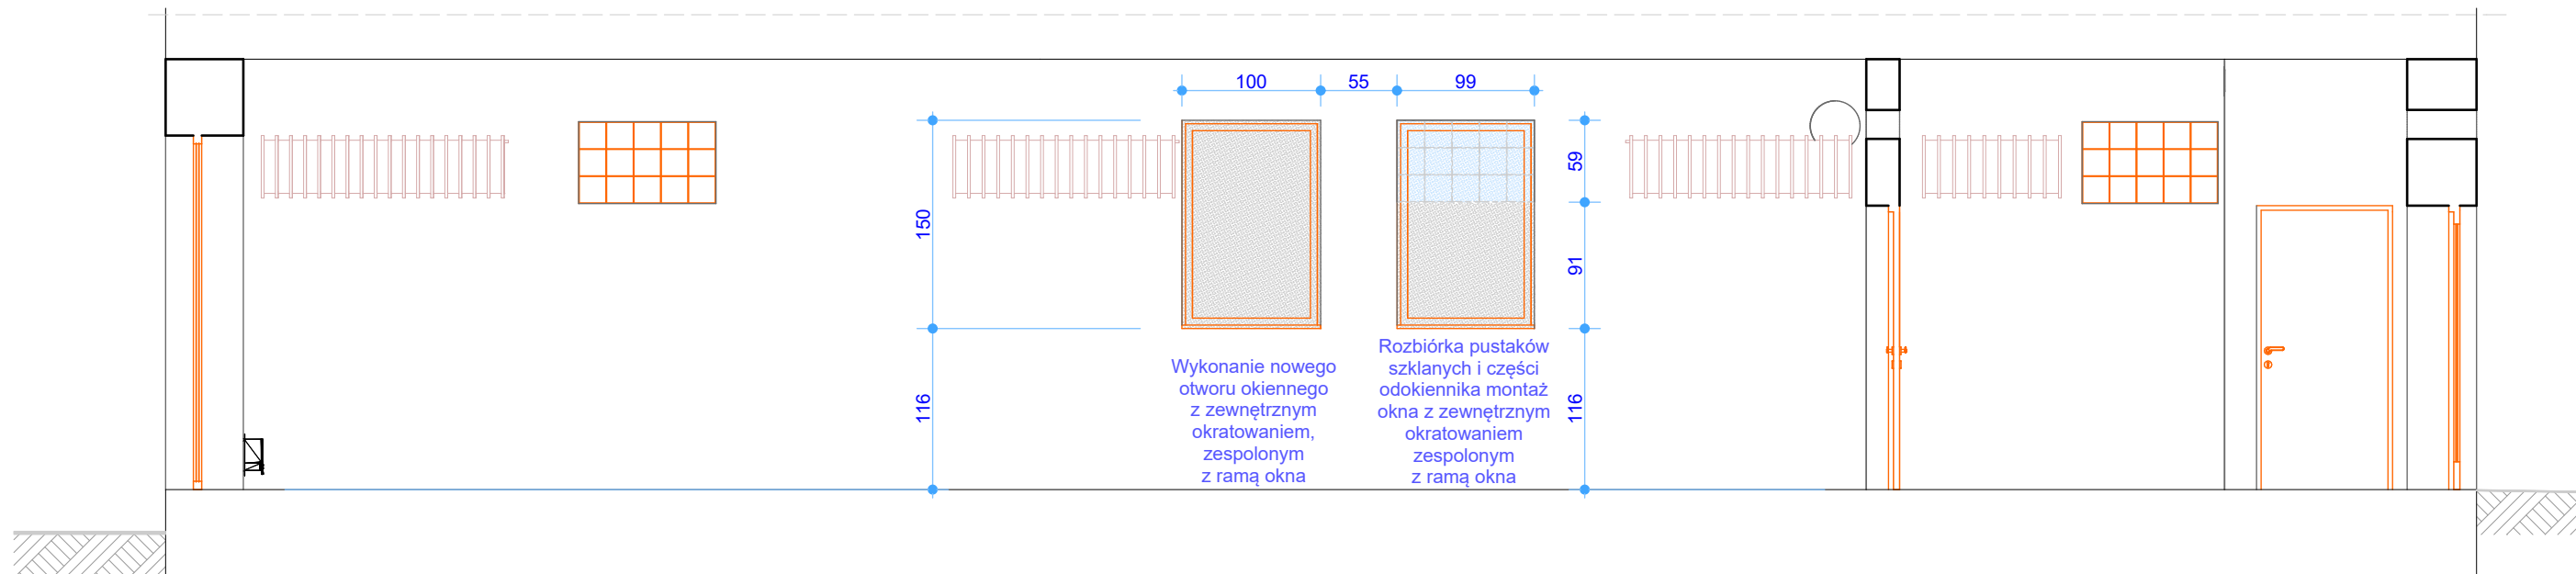 100
55
99
59
150
91
116
116
Wykonanie nowego
otworu okiennego
z zewnętrznym
okratowaniem,
zespolonym
z ramą okna
Rozbiórka pustaków
szklanych i części
odokiennika montaż
okna z zewnętrznym
okratowaniem
zespolonym
z ramą okna